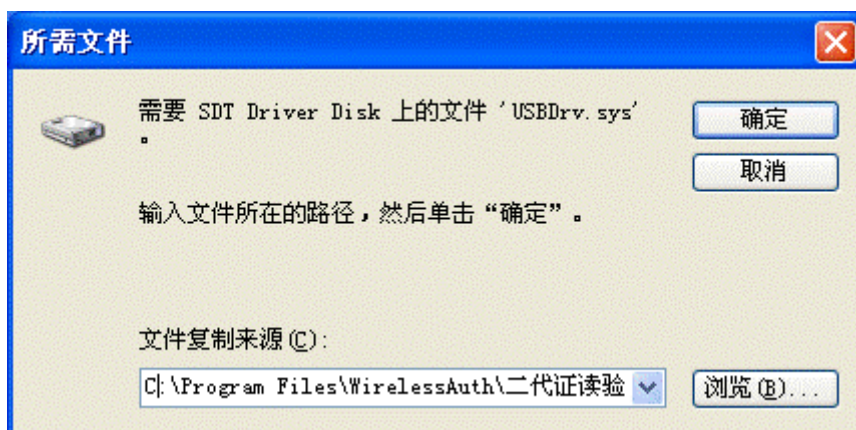 所需文件
需要 SDT Driver Disk 上的文件 'USBDrv.sys'
。
确定
取消
输入文件所在的路径，然后单击“确定”。
文件复制来源(C):
C:\Program Files\WirelessAuth\二代证读验
浏览(B)...